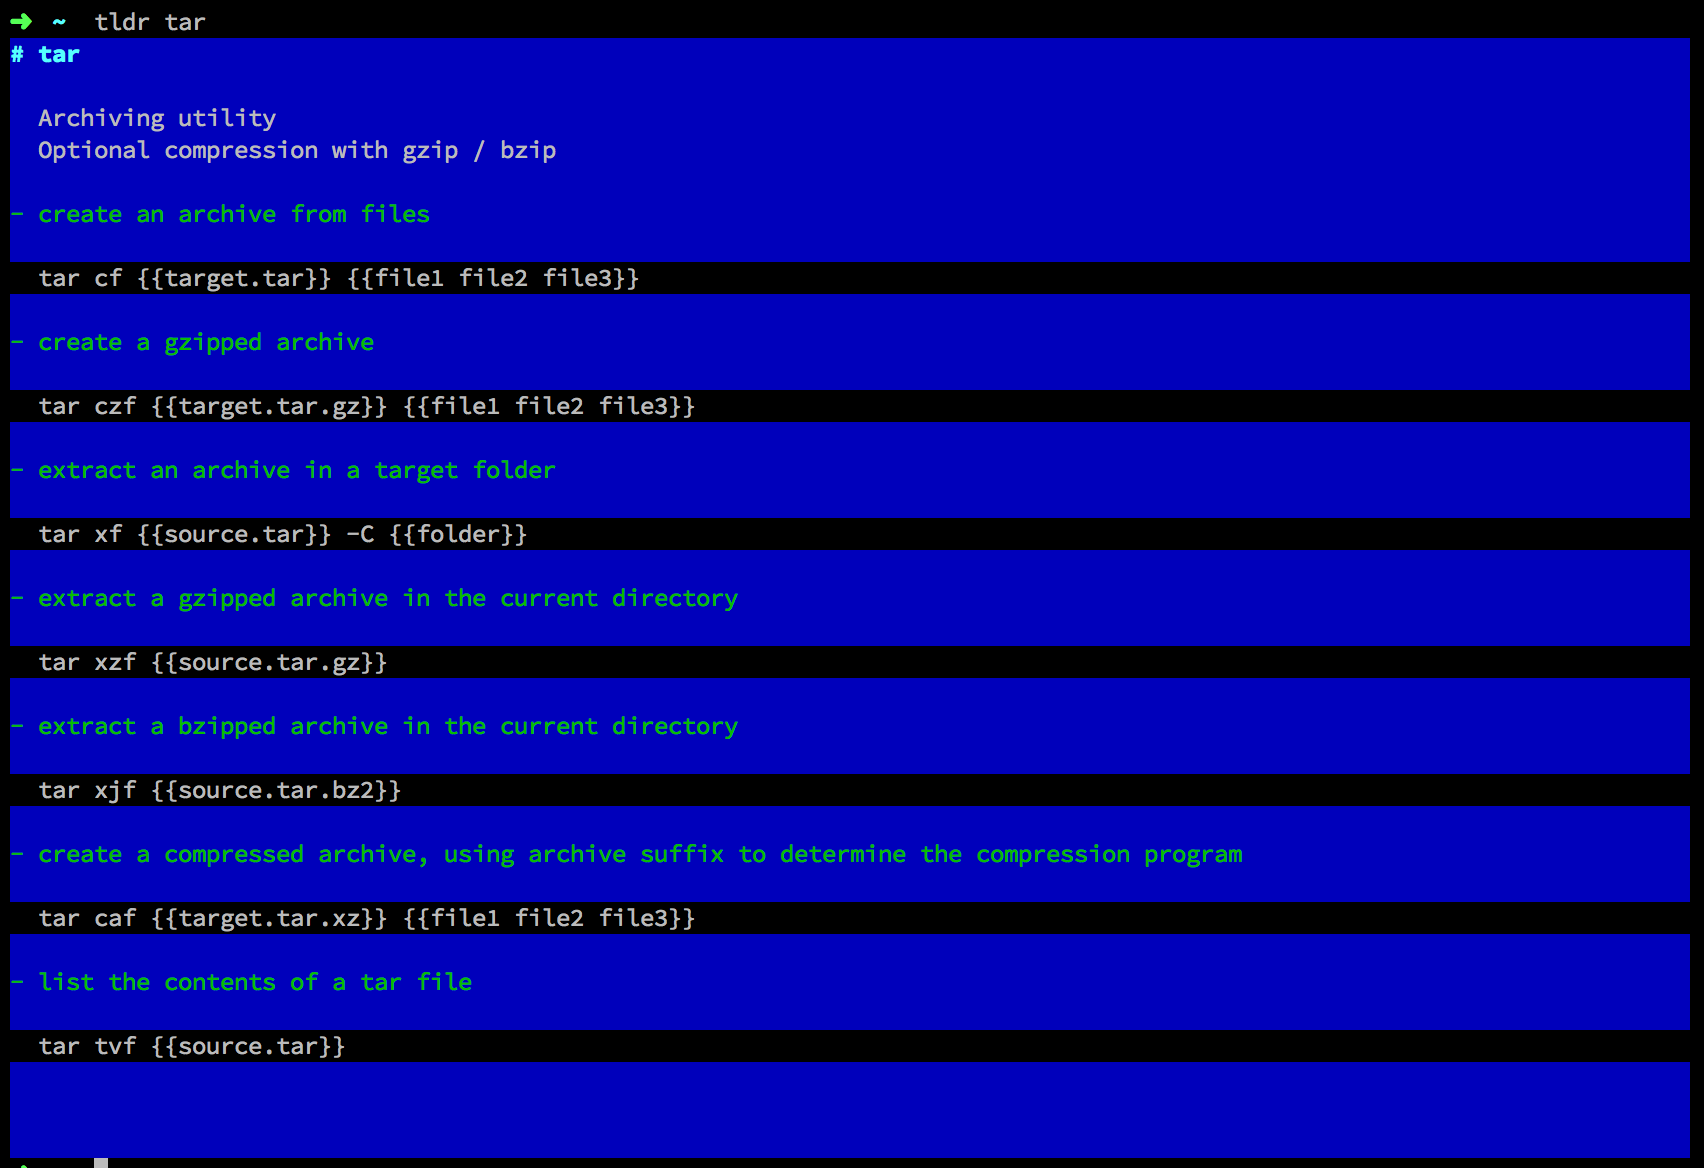 ➜ ~ tldr tar
# tar
Archiving utility
Optional compression with gzip / bzip
- create an archive from files
tar cf {{target.tar}} {{file1 file2 file3}}
- create a gzipped archive
tar czf {{target.tar.gz}} {{file1 file2 file3}}
- extract an archive in a target folder
tar xf {{source.tar}} -C {{folder}}
- extract a gzipped archive in the current directory
tar xzf {{source.tar.gz}}
- extract a bzipped archive in the current directory
tar xjf {{source.tar.bz2}}
- create a compressed archive, using archive suffix to determine the compression program
tar caf {{target.tar.xz}} {{file1 file2 file3}}
- list the contents of a tar file
tar tvf {{source.tar}}